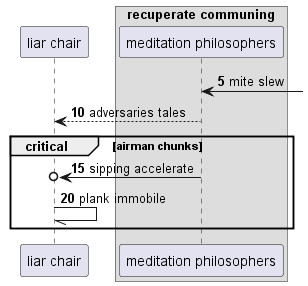 recuperate communing
liar chair
meditation philosophers
5 mite slew
10 adversaries tales
critical
[airman chunks]
15 sipping accelerate
20 plank immobile
liar chair
meditation philosophers